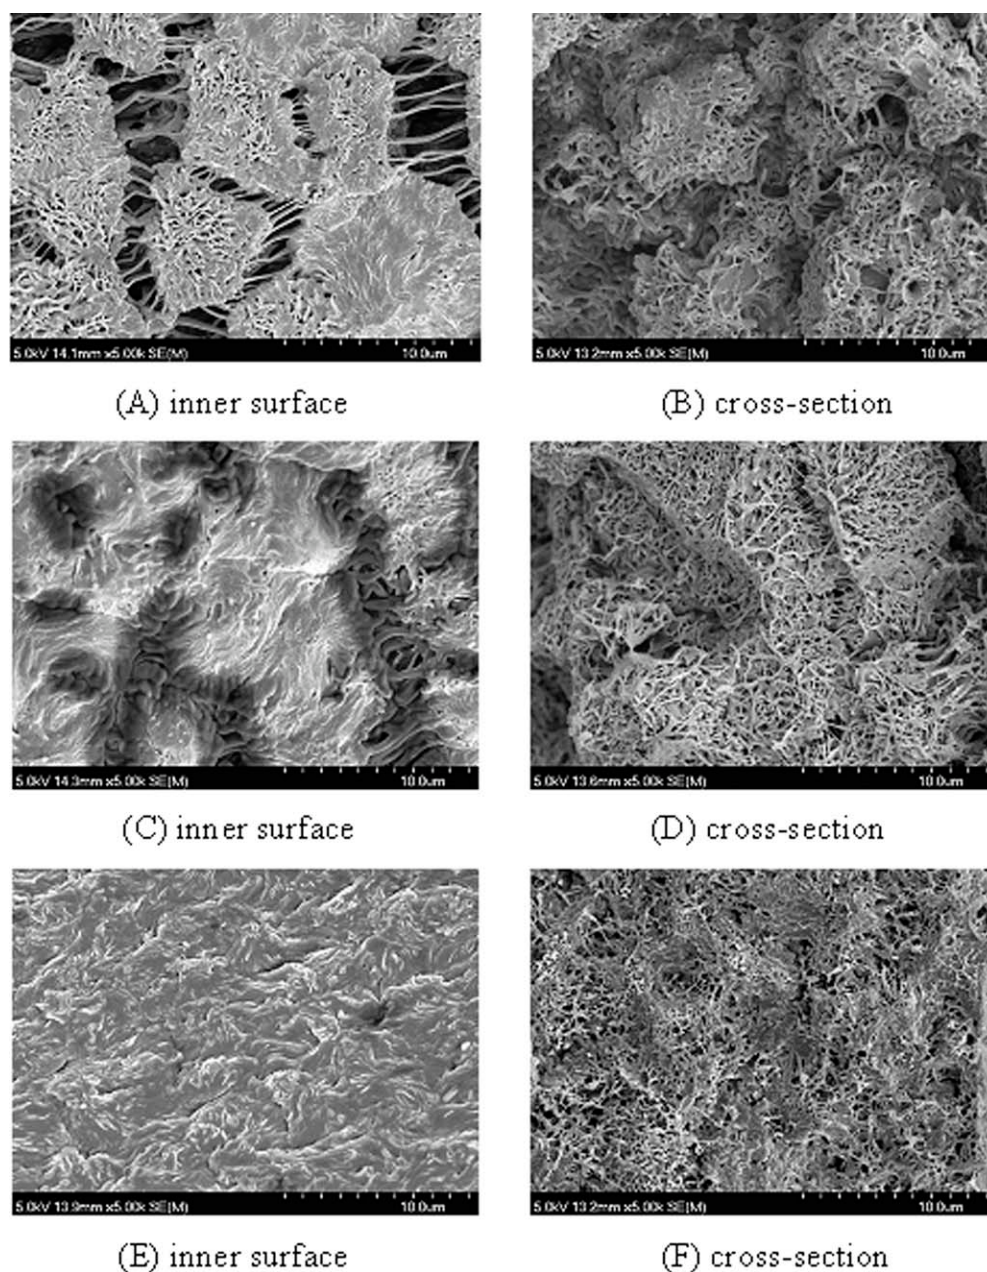 5.0kV 14.1mm x5.00k SE(M) 10.0um
5.0kV 13.2mm x5.00k SE(M) 10.0um
(A) inner surface
(B) cross-section
5.0kV 14.3mm x5.00k SE(M) 10.0um
5.0kV 13.6mm x5.00k SE(M) 10.0um
(C) inner surface
(D) cross-section
5.0kV 13.9mm x5.00k SE(M) 10.0um
5.0kV 13.2mm x5.00k SE(M) 10.0um
(E) inner surface
(F) cross-section